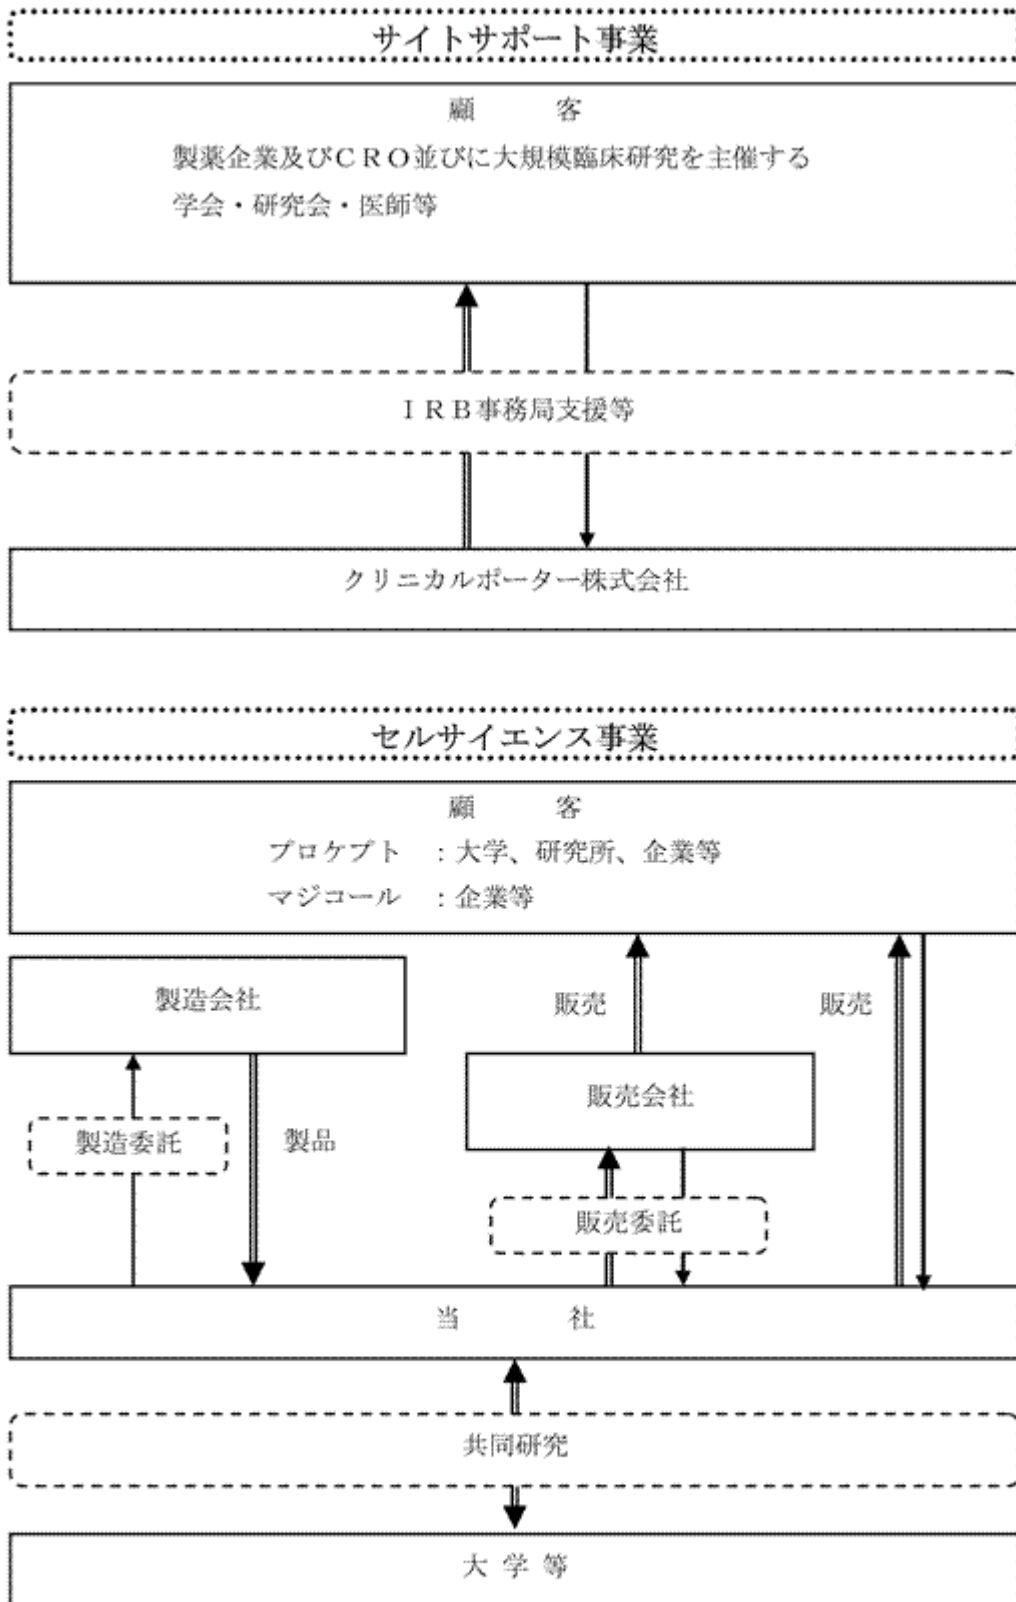 サイトサポート事業
顧　　　客
製薬企業及びＣＲＯ並びに大規模臨床研究を主催する
学会・研究会・医師等
ＩＲＢ事務局支援等
クリニカルポーター株式会社
セルサイエンス事業
顧　　　客
プロケプト　：大学、研究所、企業等
マジコール　：企業等
製造会社
販売
販売
販売会社
製造委託
製品
販売委託
当　　　　社
共同研究
大 学 等